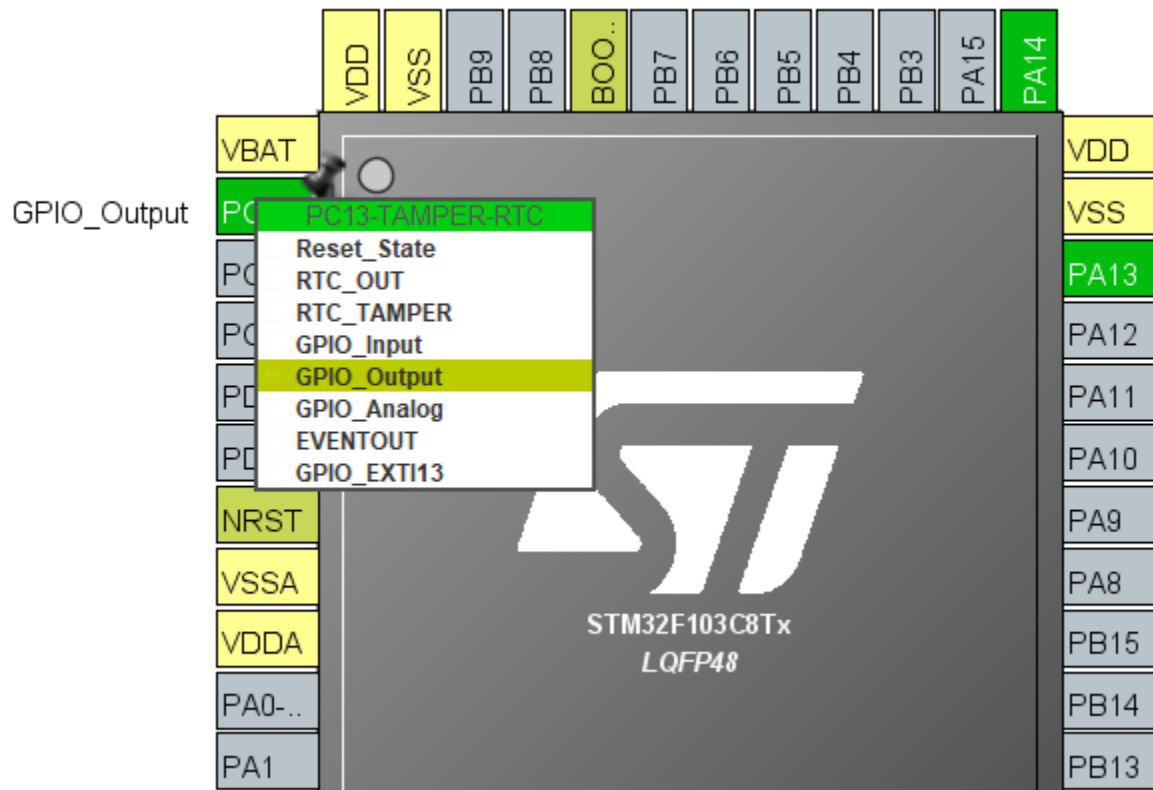 VDD
VSS
PB9
PB8
BOO..
PB7
PB6
PB5
PB4
PB3
PA15
PA14
VBAT
GPIO_Output
PC13-TAMPER-RTC
Reset_State
RTC_OUT
RTC_TAMPER
GPIO_Input
GPIO_Output
GPIO_Analog
EVENTOUT
GPIO_EXTI13
NRST
VSSA
VDDA
PA0-..
PA1
STM32F103C8Tx
LQFP48
VDD
VSS
PA13
PA12
PA11
PA10
PA9
PA8
PB15
PB14
PB13